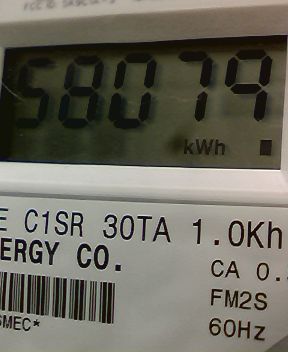 58079
kWh
E C1SR 30TA 1.0Kh
ERGY CO.
CA 0.
FM2S
60Hz
SMEC*